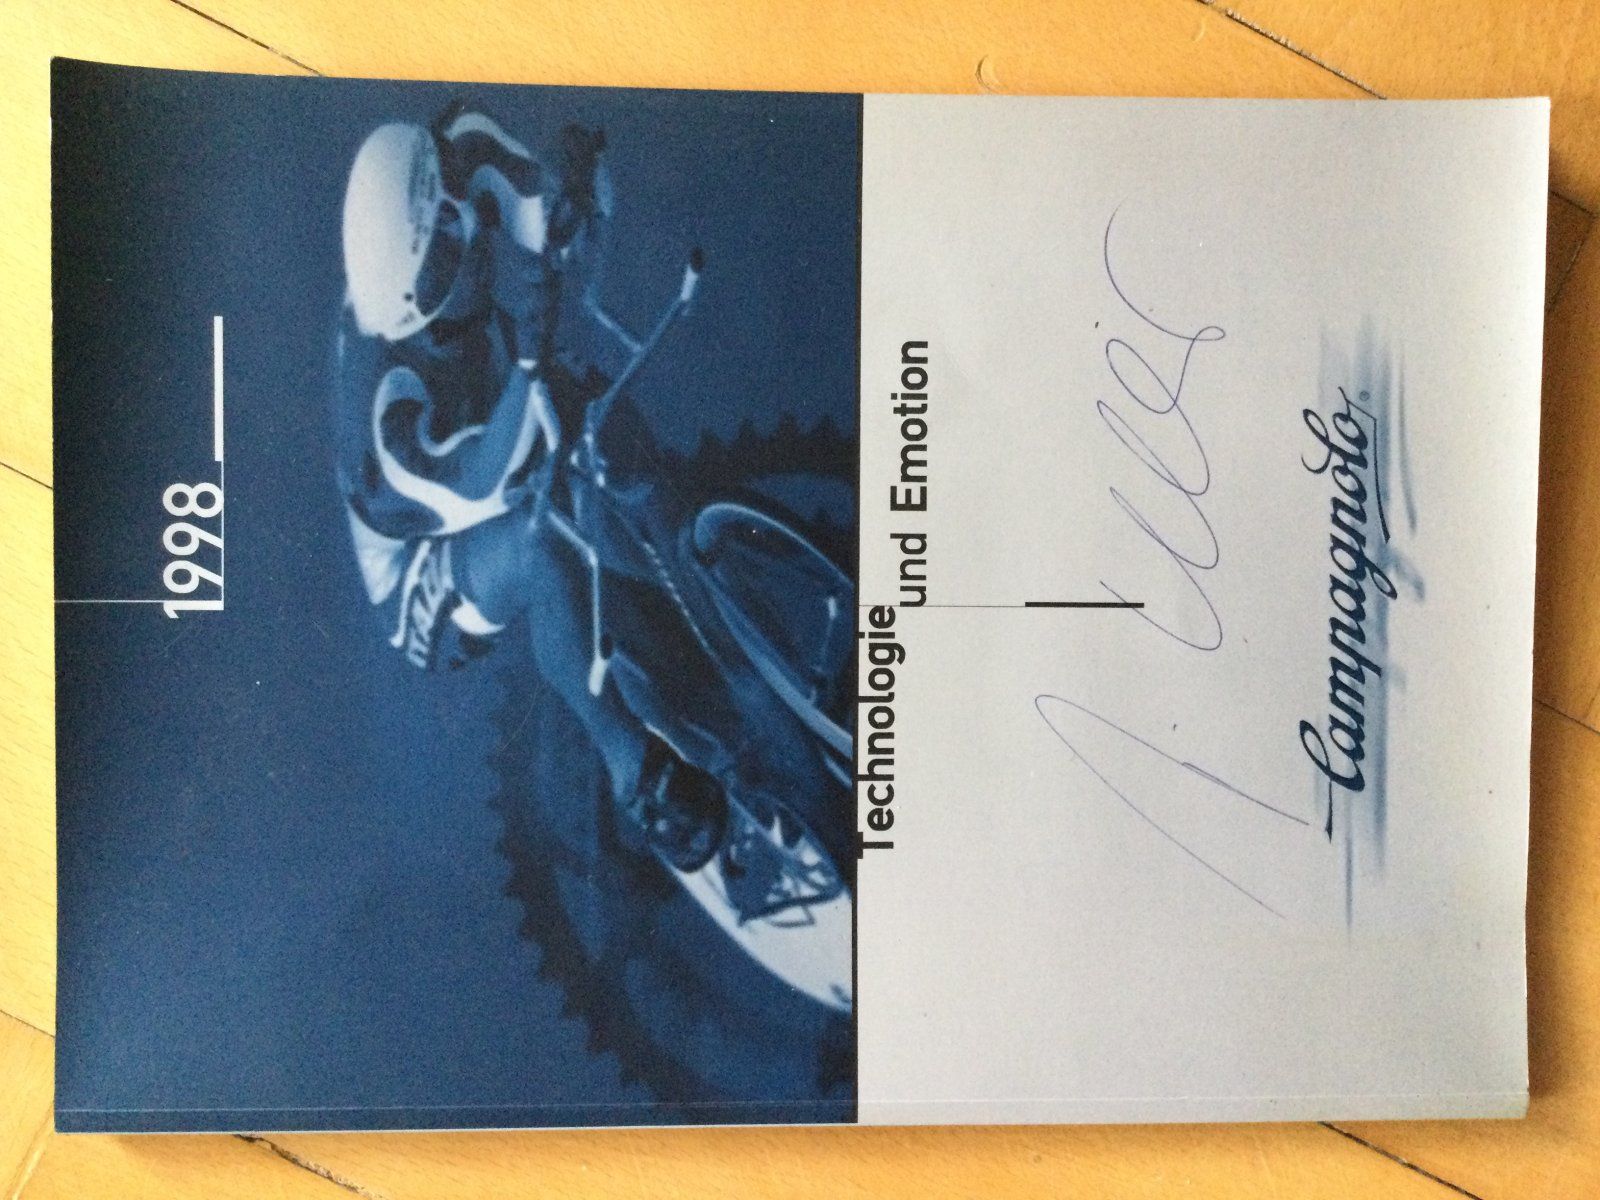 1998
Technologie
und Emotion
Campagnolo®